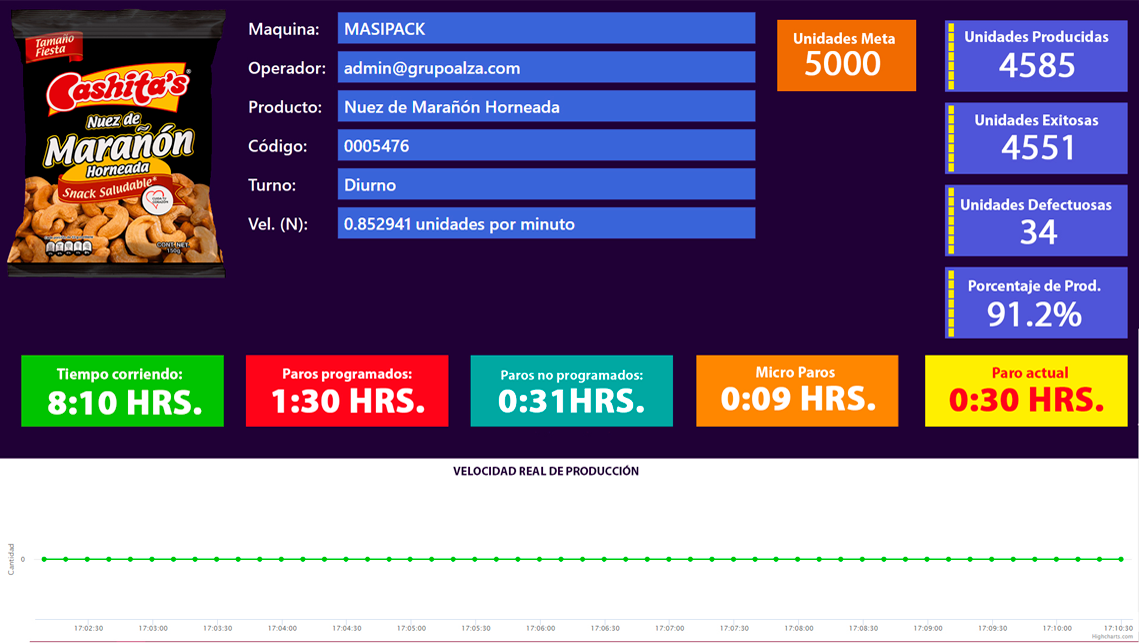 Tamaño
Fiesta
Cashita's®
Nuez de
Marañón
Horneada
Snack Saludable*
CONT. NET.
150g
Maquina: MASIPACK
Operador: admin@grupoalza.com
Producto: Nuez de Marañón Horneada
Código: 0005476
Turno: Diurno
Vel. (N): 0.852941 unidades por minuto
Unidades Meta
5000
Unidades Producidas
4585
Unidades Exitosas
4551
Unidades Defectuosas
34
Porcentaje de Prod.
91.2%
Tiempo corriendo:
8:10 HRS.
Paros programados:
1:30 HRS.
Paros no programados:
0:31HRS.
Micro Paros
0:09 HRS.
Paro actual
0:30 HRS.
VELOCIDAD REAL DE PRODUCCIÓN
Cantidad
0
17:02:30 17:03:00 17:03:30 17:04:00 17:04:30 17:05:00 17:05:30 17:06:00 17:06:30 17:07:00 17:07:30 17:08:00 17:08:30 17:09:00 17:09:30 17:10:00 17:10:30
Highcharts.com